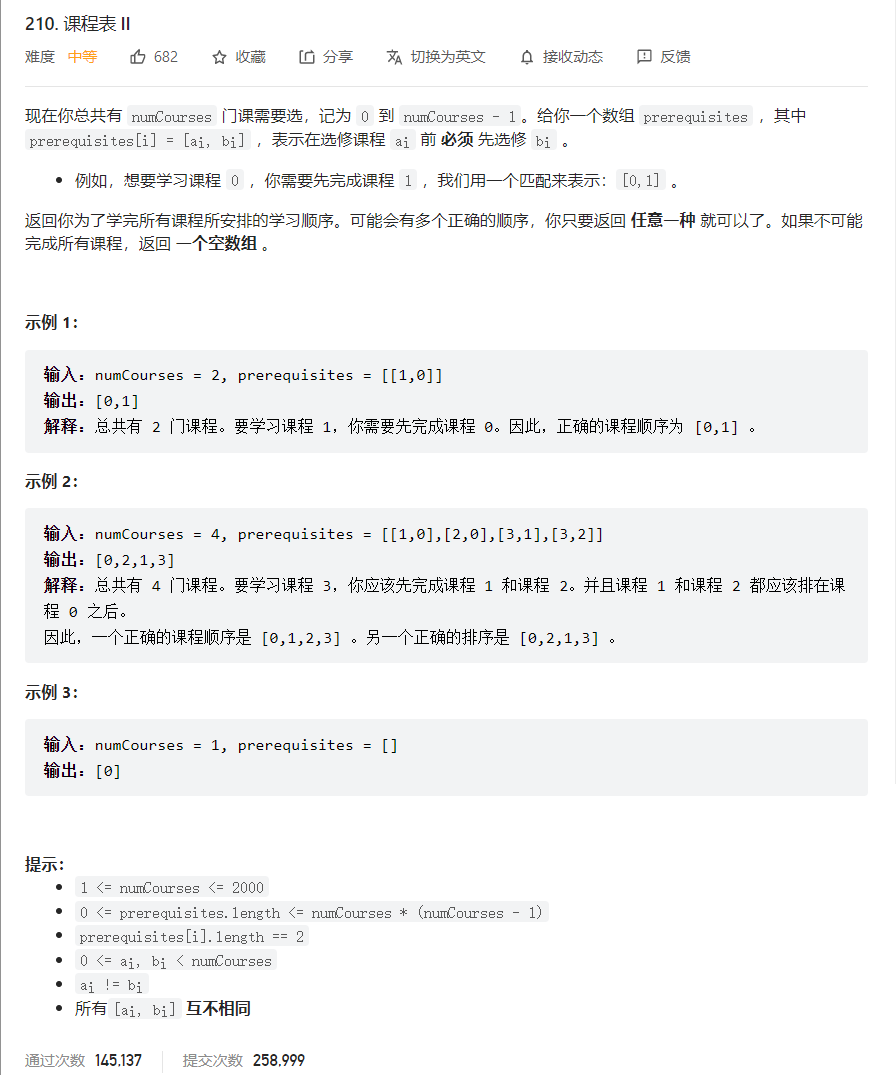 210. 课程表 II
难度 中等 682 收藏 分享 切换为英文 接收动态 反馈
现在你总共有 numCourses 门课需要选，记为 0 到 numCourses - 1。给你一个数组 prerequisites ，其中
prerequisites[i] = [ai, bi] ，表示在选修课程 ai 前 必须 先选修 bi 。
• 例如，想要学习课程 0 ，你需要先完成课程 1 ，我们用一个匹配来表示：[0,1] 。
返回你为了学完所有课程所安排的学习顺序。可能会有多个正确的顺序，你只要返回 任意一种 就可以了。如果不可能
完成所有课程，返回 一个空数组 。
示例 1：
输入：numCourses = 2, prerequisites = [[1,0]]
输出：[0,1]
解释：总共有 2 门课程。要学习课程 1，你需要先完成课程 0。因此，正确的课程顺序为 [0,1] 。
示例 2：
输入：numCourses = 4, prerequisites = [[1,0],[2,0],[3,1],[3,2]]
输出：[0,2,1,3]
解释：总共有 4 门课程。要学习课程 3，你应该先完成课程 1 和课程 2。并且课程 1 和课程 2 都应该排在课
程 0 之后。
因此，一个正确的课程顺序是 [0,1,2,3] 。另一个正确的排序是 [0,2,1,3] 。
示例 3：
输入：numCourses = 1, prerequisites = []
输出：[0]
提示：
• 1 <= numCourses <= 2000
• 0 <= prerequisites.length <= numCourses * (numCourses - 1)
• prerequisites[i].length == 2
• 0 <= ai, bi < numCourses
• ai != bi
• 所有[ai, bi] 互不相同
通过次数 145,137 提交次数 258,999